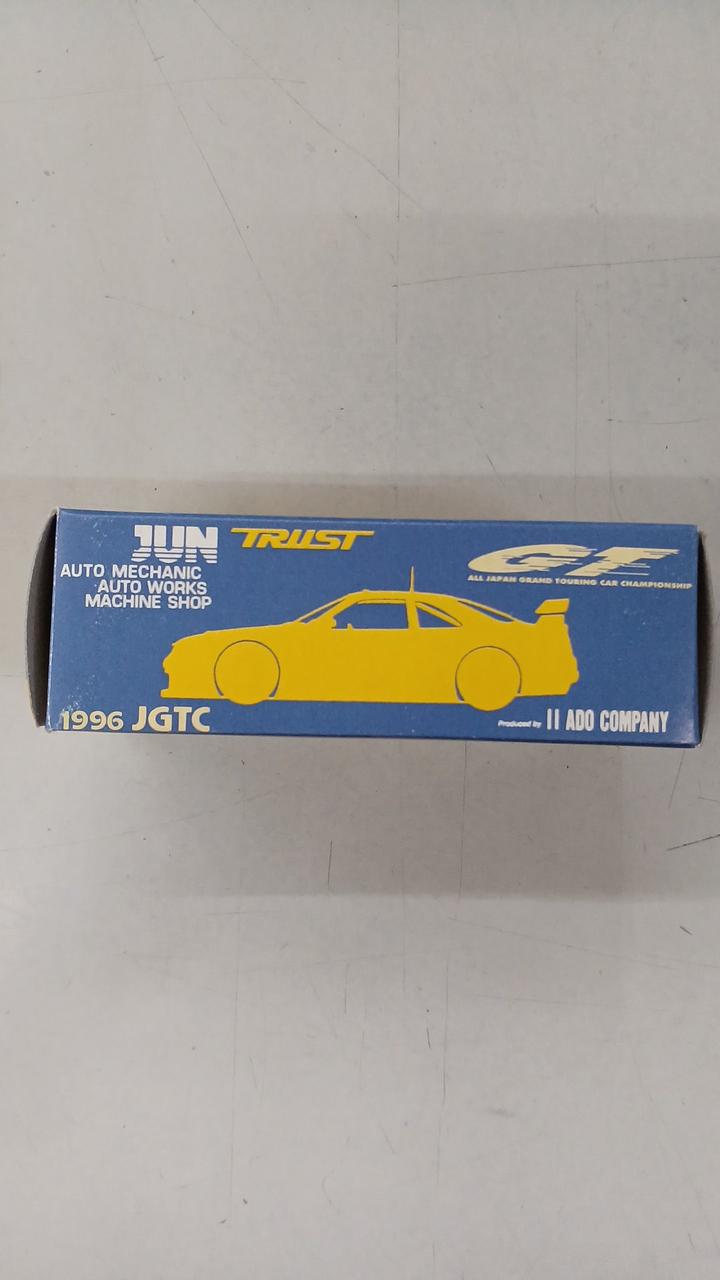 JUN
AUTO MECHANIC
AUTO WORKS
MACHINE SHOP
TRUST
GT
ALL JAPAN GRAND TOURING CAR CHAMPIONSHIP
1996 JGTC
Produced by II ADO COMPANY